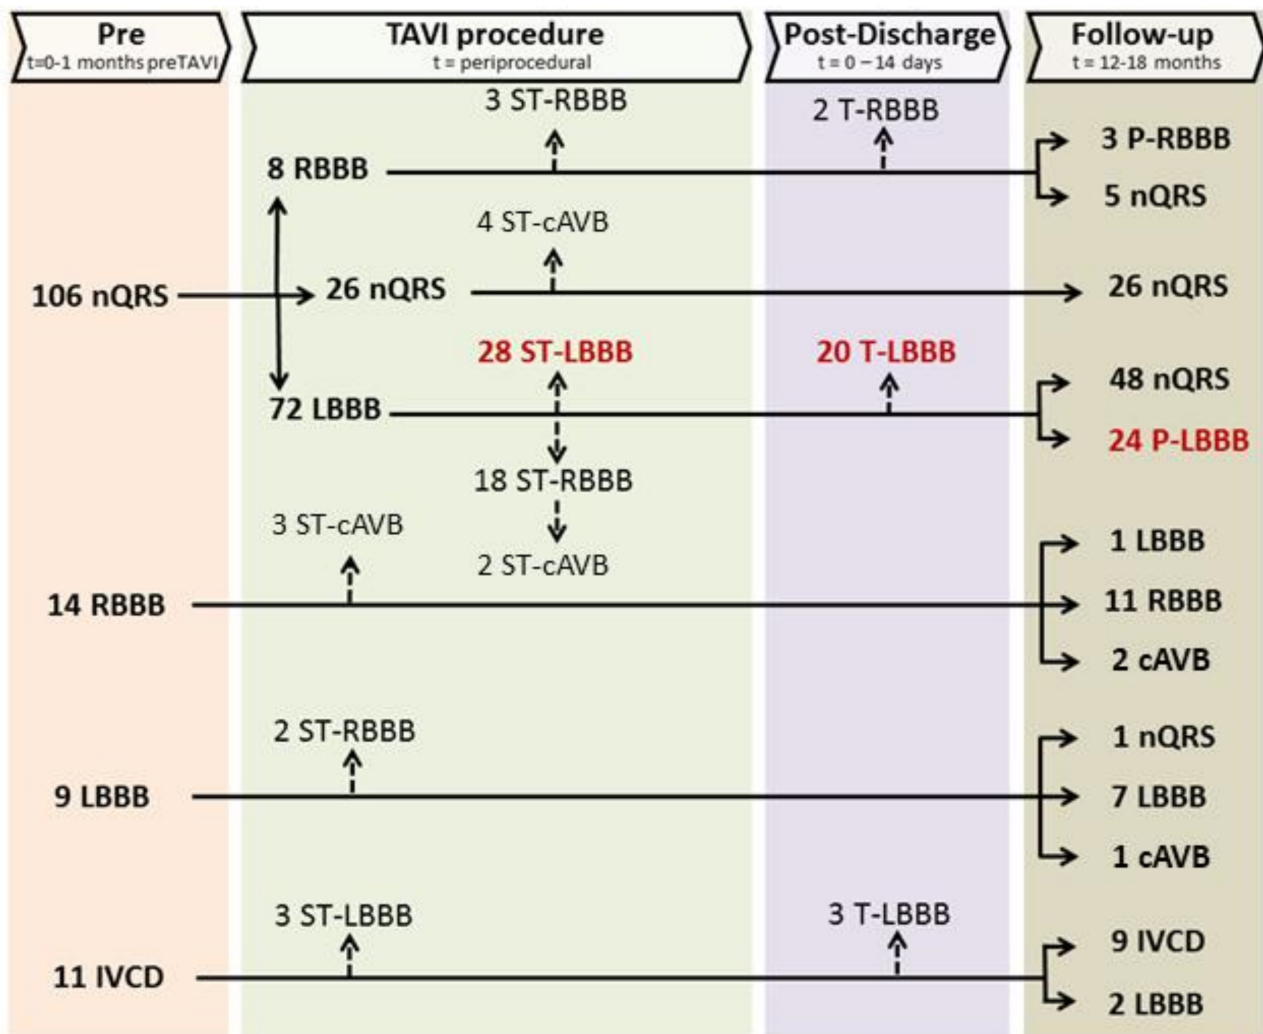 Pre
t=0-1 months preTAVI
TAVI procedure
t = periprocedural
Post-Discharge
t = 0 – 14 days
Follow-up
t = 12-18 months
3 ST-RBBB
2 T-RBBB
3 P-RBBB
8 RBBB
5 nQRS
4 ST-cAVB
106 nQRS
26 nQRS
26 nQRS
28 ST-LBBB
20 T-LBBB
48 nQRS
72 LBBB
24 P-LBBB
18 ST-RBBB
3 ST-cAVB
2 ST-cAVB
1 LBBB
14 RBBB
11 RBBB
2 cAVB
2 ST-RBBB
1 nQRS
9 LBBB
7 LBBB
1 cAVB
3 ST-LBBB
3 T-LBBB
9 IVCD
11 IVCD
2 LBBB